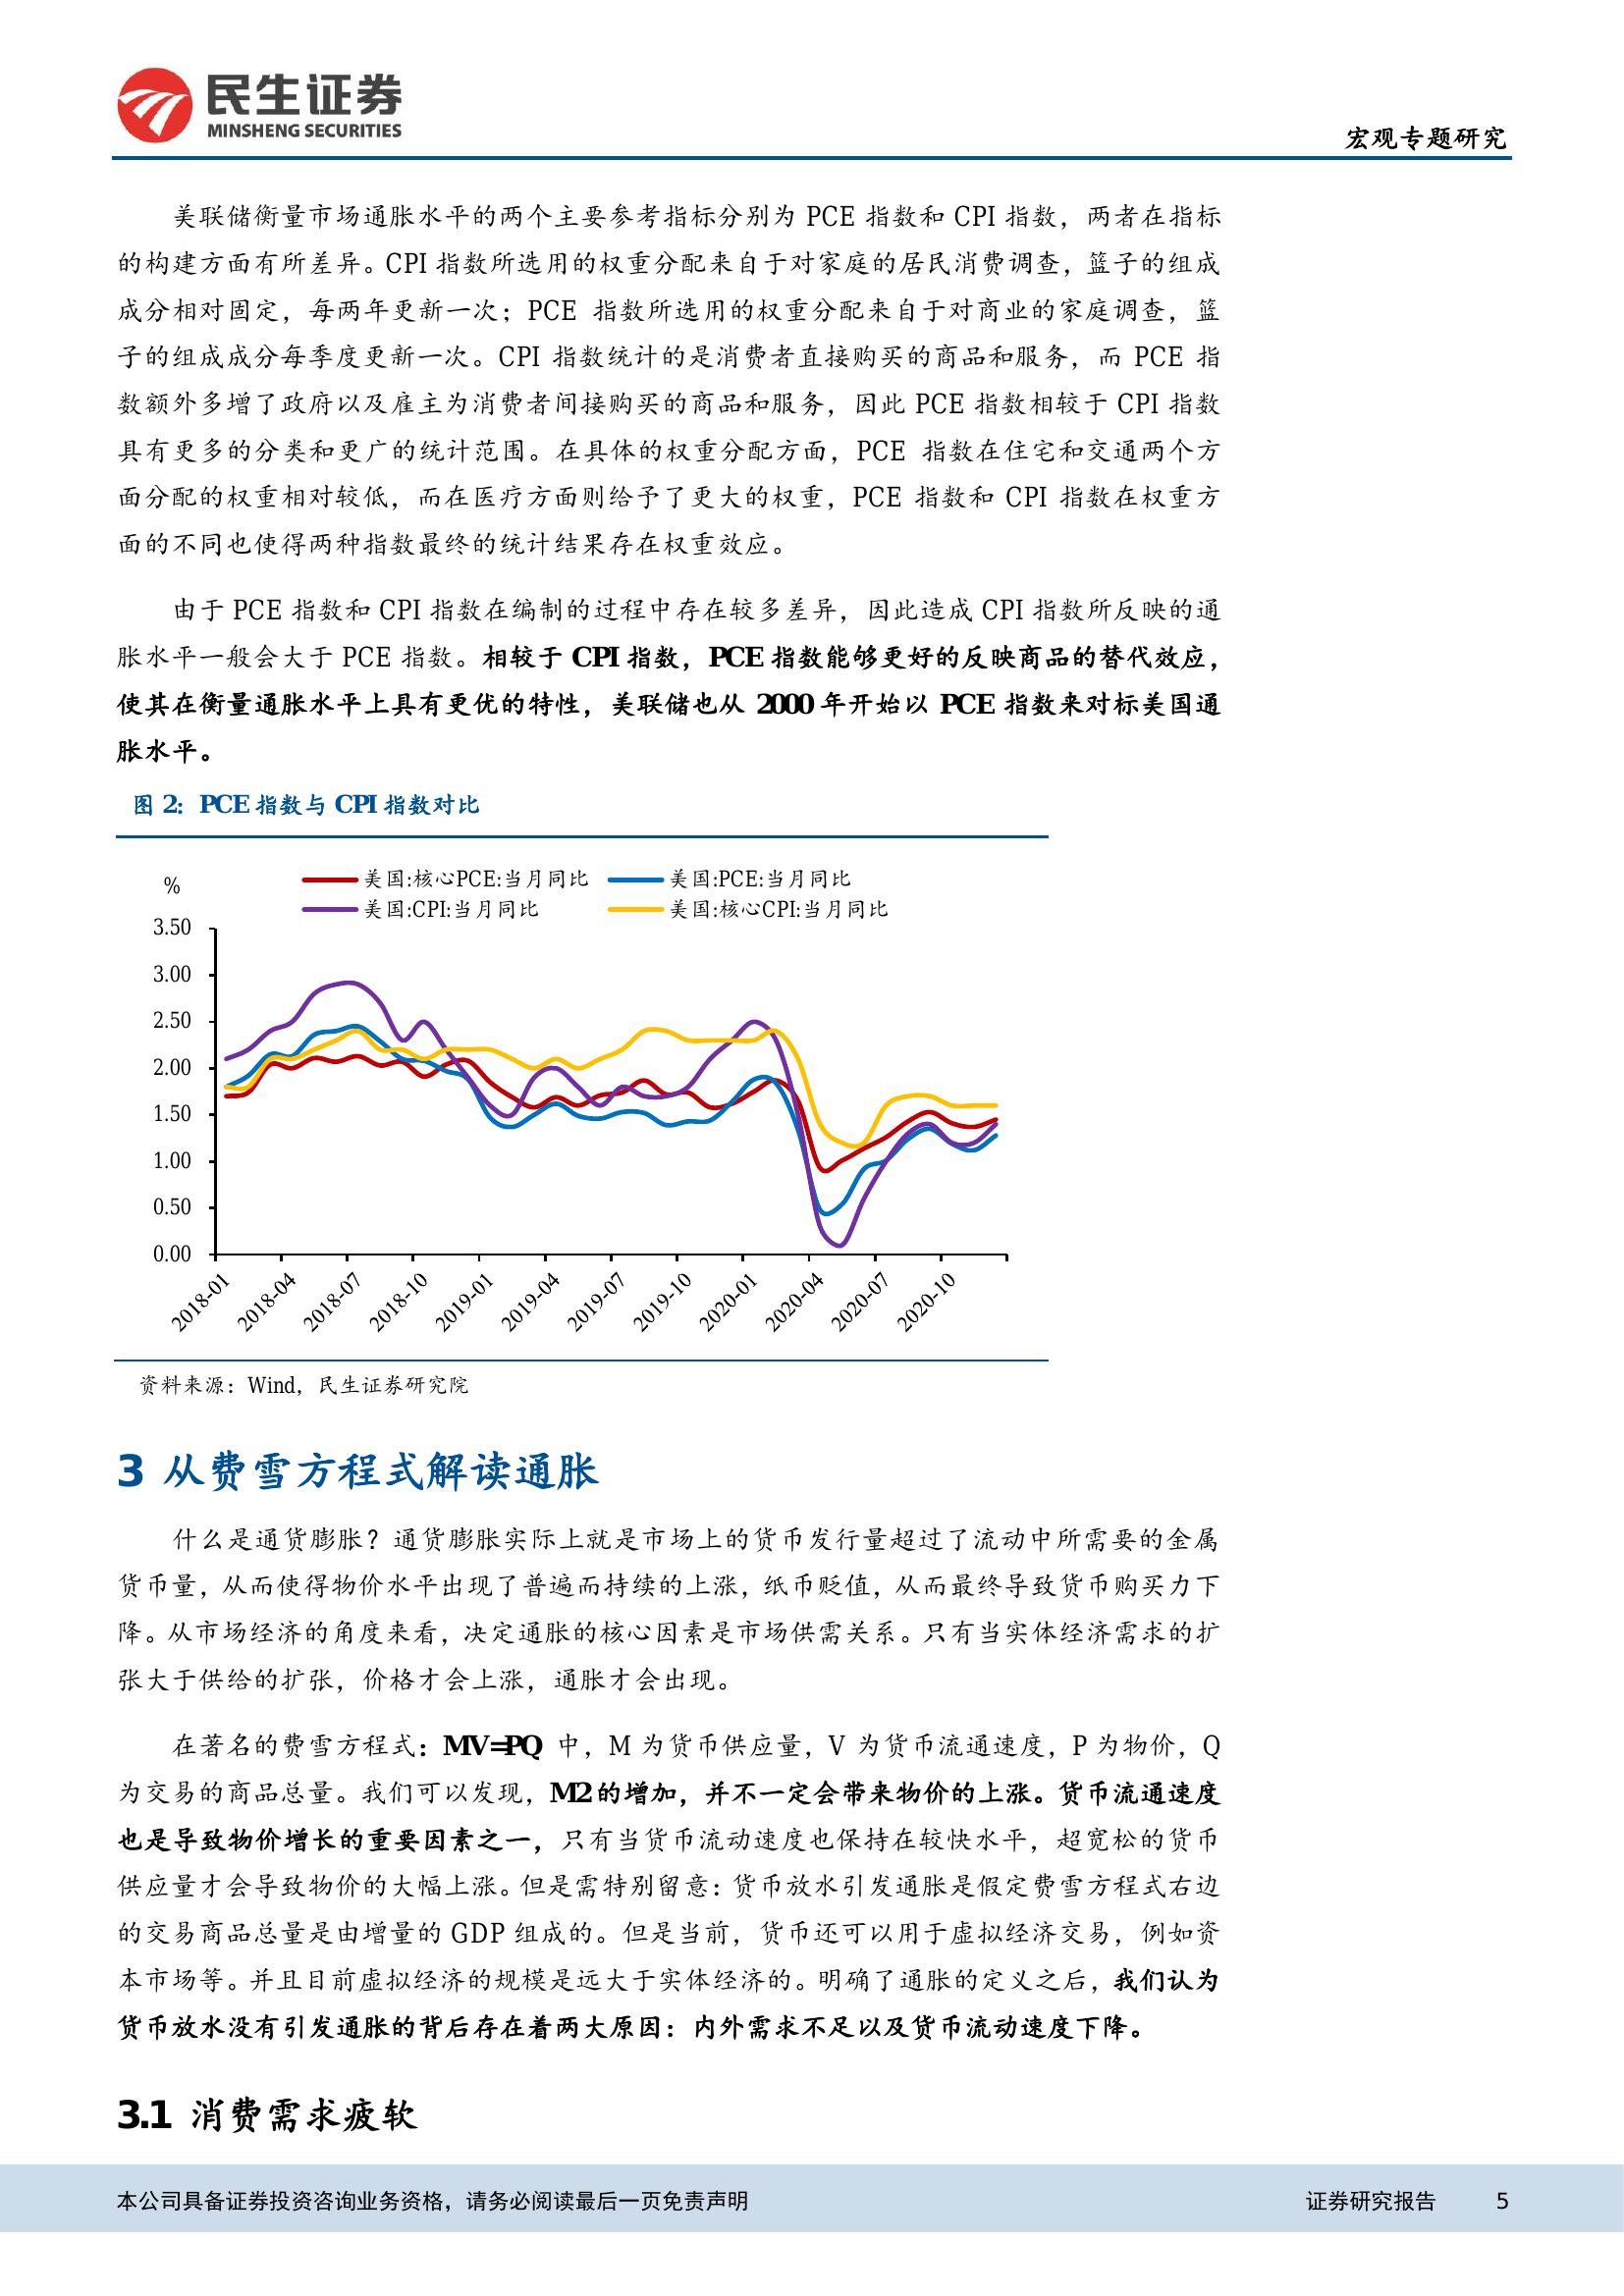 民生证券
MINSHENG SECURITIES
宏观专题研究
美联储衡量市场通胀水平的两个主要参考指标分别为 PCE 指数和 CPI 指数，两者在指标
的构建方面有所差异。CPI 指数所选用的权重分配来自于对家庭的居民消费调查，篮子的组成
成分相对固定，每两年更新一次；PCE 指数所选用的权重分配来自于对商业的家庭调查，篮
子的组成成分每季度更新一次。CPI 指数统计的是消费者直接购买的商品和服务，而 PCE 指
数额外多增了政府以及雇主为消费者间接购买的商品和服务，因此 PCE 指数相较于 CPI 指数
具有更多的分类和更广的统计范围。在具体的权重分配方面，PCE 指数在住宅和交通两个方
面分配的权重相对较低，而在医疗方面则给予了更大的权重，PCE 指数和 CPI 指数在权重方
面的不同也使得两种指数最终的统计结果存在权重效应。
由于 PCE 指数和 CPI 指数在编制的过程中存在较多差异，因此造成 CPI 指数所反映的通
胀水平一般会大于 PCE 指数。相较于 CPI 指数，PCE 指数能够更好的反映商品的替代效应，
使其在衡量通胀水平上具有更优的特性，美联储也从 2000 年开始以 PCE 指数来对标美国通
胀水平。
图 2：PCE 指数与 CPI 指数对比
%
美国:核心PCE:当月同比
美国:PCE:当月同比
美国:CPI:当月同比
美国:核心CPI:当月同比
3.50
3.00
2.50
2.00
1.50
1.00
0.50
0.00
2018-01
2018-04
2018-07
2018-10
2019-01
2019-04
2019-07
2019-10
2020-01
2020-04
2020-07
2020-10
资料来源：Wind，民生证券研究院
3 从费雪方程式解读通胀
什么是通货膨胀？通货膨胀实际上就是市场上的货币发行量超过了流动中所需要的金属
货币量，从而使得物价水平出现了普遍而持续的上涨，纸币贬值，从而最终导致货币购买力下
降。从市场经济的角度来看，决定通胀的核心因素是市场供需关系。只有当实体经济需求的扩
张大于供给的扩张，价格才会上涨，通胀才会出现。
在著名的费雪方程式：MV=PQ 中，M 为货币供应量，V 为货币流通速度，P 为物价，Q
为交易的商品总量。我们可以发现，M2的增加，并不一定会带来物价的上涨。货币流通速度
也是导致物价增长的重要因素之一，只有当货币流动速度也保持在较快水平，超宽松的货币
供应量才会导致物价的大幅上涨。但是需特别留意：货币放水引发通胀是假定费雪方程式右边
的交易商品总量是由增量的 GDP 组成的。但是当前，货币还可以用于虚拟经济交易，例如资
本市场等。并且目前虚拟经济的规模是远大于实体经济的。明确了通胀的定义之后，我们认为
货币放水没有引发通胀的背后存在着两大原因：内外需求不足以及货币流动速度下降。
3.1 消费需求疲软
本公司具备证券投资咨询业务资格，请务必阅读最后一页免责声明
证券研究报告 5